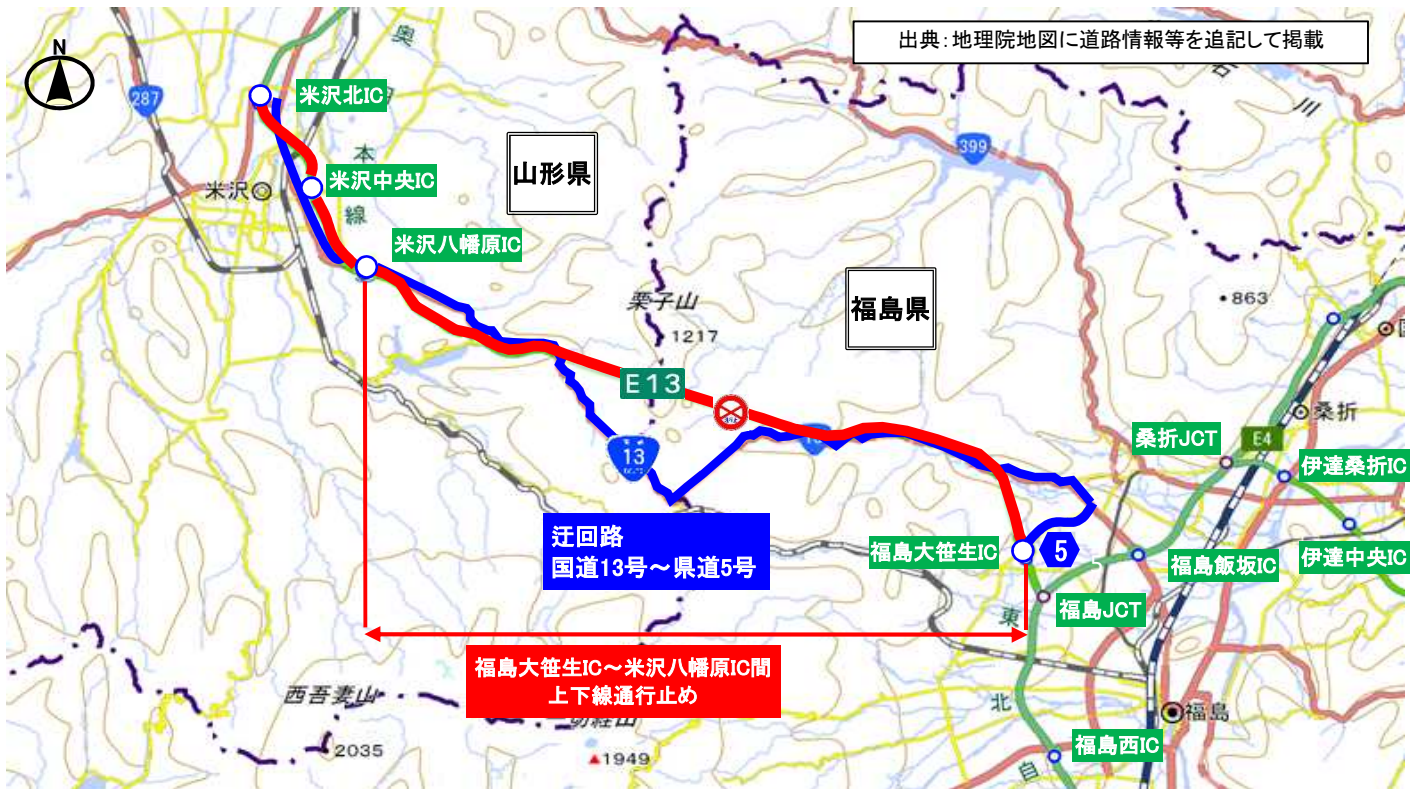 出典：地理院地図に道路情報等を追記して掲載
N
奥
石
川
287
米沢北IC
399
本
山形県
米沢中央IC
米沢
線
米沢八幡原IC
栗子山
福島県
863
1217
E13
桑折
桑折JCT
E4
13
伊達桑折IC
迂回路
国道13号～県道5号
福島大笹生IC
5
福島飯坂IC
伊達中央IC
福島JCT
東
福島大笹生IC～米沢八幡原IC間
上下線通行止め
西吾妻山
北
福島
2035
1949
福島西IC
自